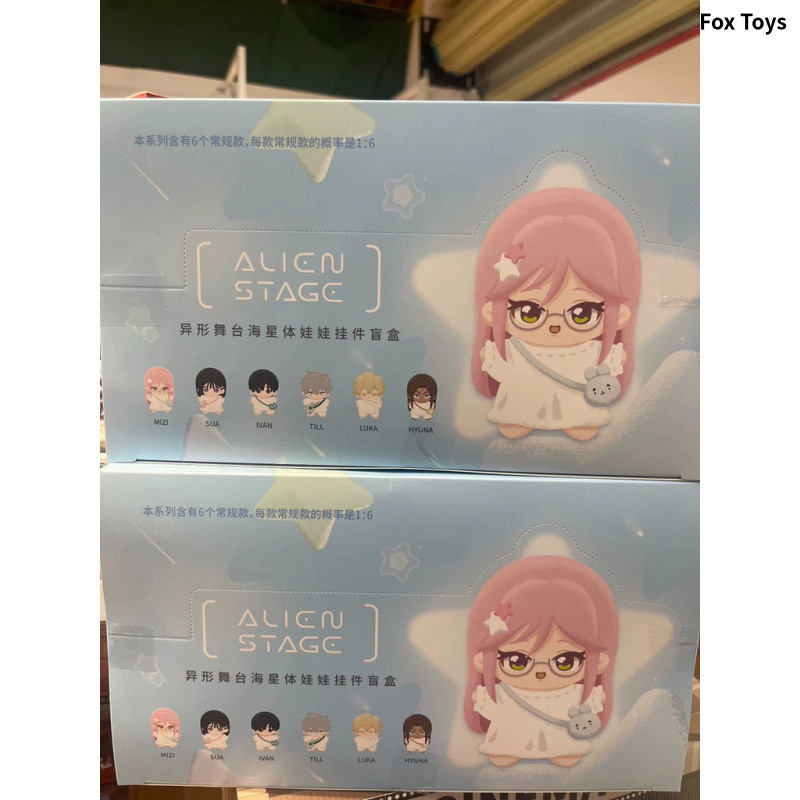 Fox Toys
本系列含有6个常规款，每款常规款的概率是1:6
ALIEN
STAGE
异形舞台海星体娃娃挂件盲盒
MIZI SUA IVAN TILL LUKA HYUNA
本系列含有6个常规款，每款常规款的概率是1:6
ALIEN
STAGE
异形舞台海星体娃娃挂件盲盒
MIZI SUA IVAN TILL LUKA HYUNA